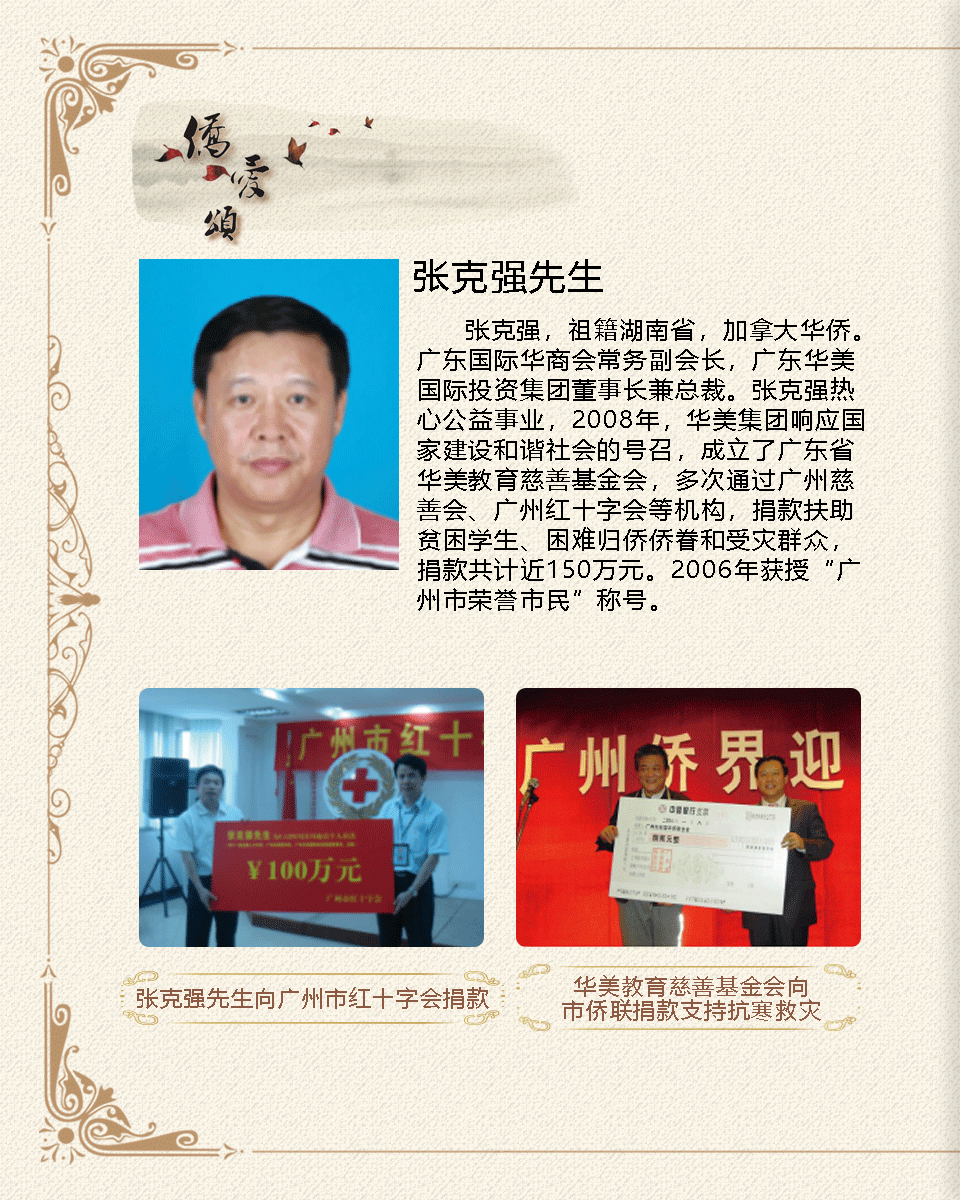 僑
愛
頌
张克强先生
张克强，祖籍湖南省，加拿大华侨。
广东国际华商会常务副会长，广东华美
国际投资集团董事长兼总裁。张克强热
心公益事业，2008年，华美集团响应国
家建设和谐社会的号召，成立了广东省
华美教育慈善基金会，多次通过广州慈
善会、广州红十字会等机构，捐款扶助
贫困学生、困难归侨侨眷和受灾群众，
捐款共计近150万元。2006年获授“广
州市荣誉市民”称号。
广州市红十
张克强先生
￥100万元
广州市红十字会
广州侨界迎
中国银行
张克强先生向广州市红十字会捐款
华美教育慈善基金会向
市侨联捐款支持抗寒救灾